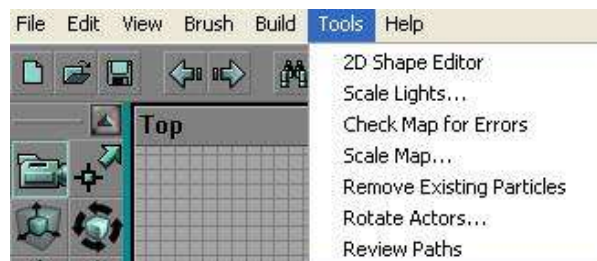 File Edit View Brush Build Tools Help
2D Shape Editor
Scale Lights...
Check Map for Errors
Scale Map...
Remove Existing Particles
Rotate Actors...
Review Paths
Top